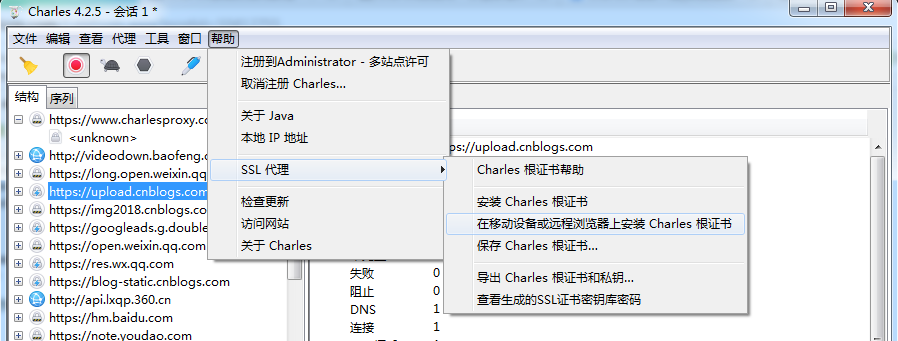 Charles 4.2.5 - 会话 1 *
文件 编辑 查看 代理 工具 窗口 帮助
注册到Administrator - 多站点许可
取消注册 Charles...
关于 Java
本地 IP 地址
SSL 代理
检查更新
访问网站
关于 Charles
Charles 根证书帮助
安装 Charles 根证书
在移动设备或远程浏览器上安装 Charles 根证书
保存 Charles 根证书...
导出 Charles 根证书和私钥...
查看生成的SSL证书密钥库密码
结构 序列
https://www.charlesproxy.co
<unknown>
http://videodown.baofeng.c
https://long.open.weixin.qq
https://upload.cnblogs.com
https://img2018.cnblogs.co
https://googleads.g.double
https://open.weixin.qq.com
https://res.wx.qq.com
https://blog-static.cnblogs.
http://api.lxqp.360.cn
https://hm.baidu.com
https://note.youdao.com
ps://upload.cnblogs.com
失败 0
阻止 0
DNS 1
连接 1